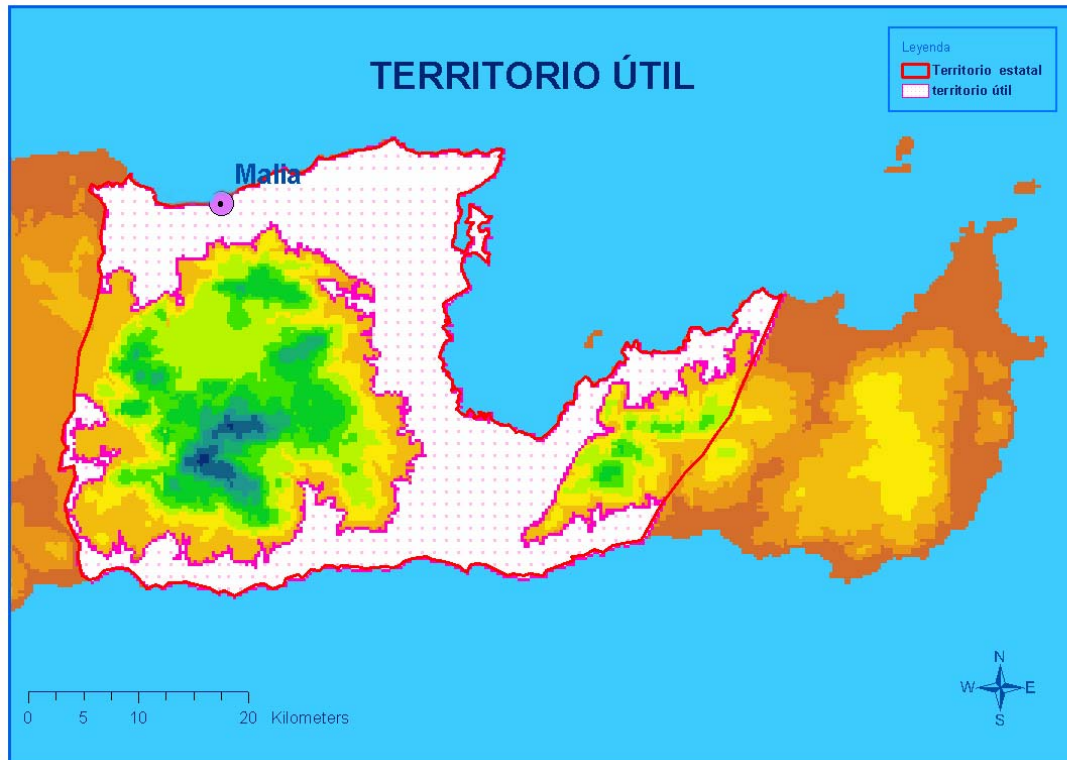 TERRITORIO ÚTIL
Leyenda
Territorio estatal
territorio útil
Malia
N
W E
S
0 5 10 20 Kilometers